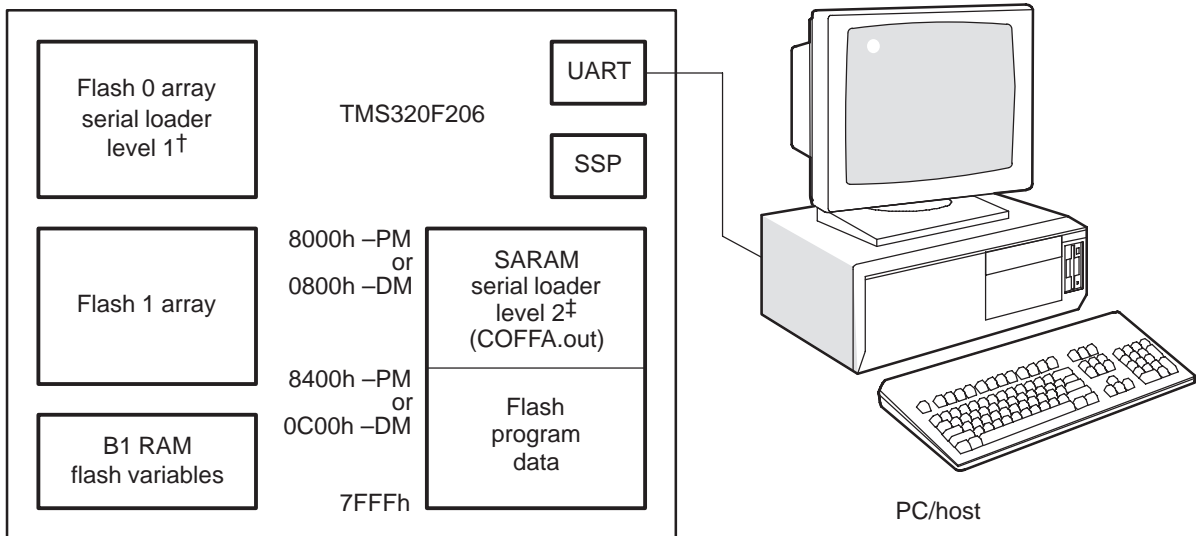 Flash 0 array
serial loader
level 1†
TMS320F206
UART
SSP
Flash 1 array
8000h –PM
or
0800h –DM
SARAM
serial loader
level 2‡
(COFFA.out)
8400h –PM
or
0C00h –DM
Flash
program
data
B1 RAM
flash variables
7FFFh
PC/host